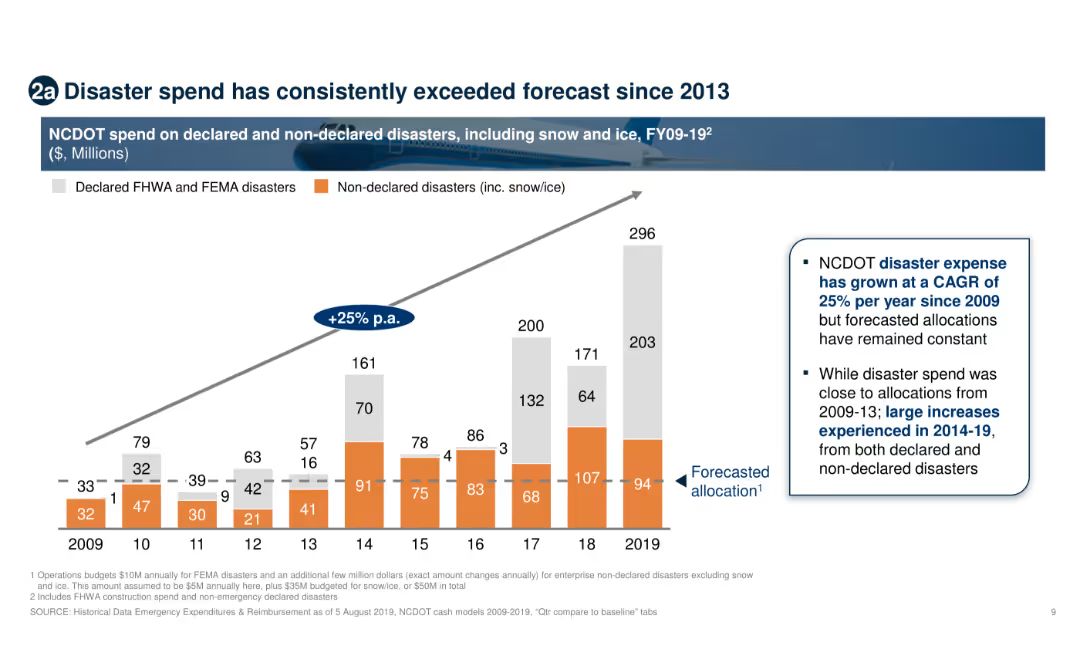 2a Disaster spend has consistently exceeded forecast since 2013
NCDOT spend on declared and non-declared disasters, including snow and ice, FY09-19²
($, Millions)
Declared FHWA and FEMA disasters
Non-declared disasters (inc. snow/ice)
+25% p.a.
33
1
32
79
32
47
39
9
30
63
42
21
57
16
41
161
70
91
78
4
75
86
3
83
200
132
68
171
64
107
296
203
94
Forecasted
allocation¹
2009
10
11
12
13
14
15
16
17
18
2019
▪ NCDOT disaster expense
has grown at a CAGR of
25% per year since 2009
but forecasted allocations
have remained constant
▪ While disaster spend was
close to allocations from
2009-13; large increases
experienced in 2014-19,
from both declared and
non-declared disasters
1 Operations budgets $10M annually for FEMA disasters and an additional few million dollars (exact amount changes annually) for enterprise non-declared disasters excluding snow
and ice. This amount assumed to be $5M annually here, plus $35M budgeted for snow/ice, or $50M in total
2 Includes FHWA construction spend and non-emergency declared disasters
SOURCE: Historical Data Emergency Expenditures & Reimbursement as of 5 August 2019, NCDOT cash models 2009-2019, “Qtr compare to baseline” tabs
9